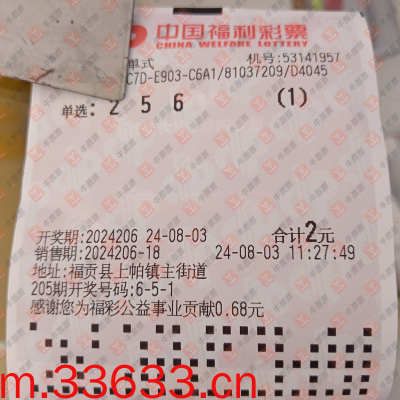 中国福利彩票
CHINA WELFARE LOTTERY
单式 机号:53141957
C7D-E903-C6A1/81037209/D4045
单选: 2 5 6 (1)
开奖期:2024206 24-08-03 合计2元
销售期:2024206-18 24-08-03 11:27:49
地址:福贡县上帕镇主街道
205期开奖号码:6-5-1
感谢您为福彩公益事业贡献0.68元
m.33633.cn